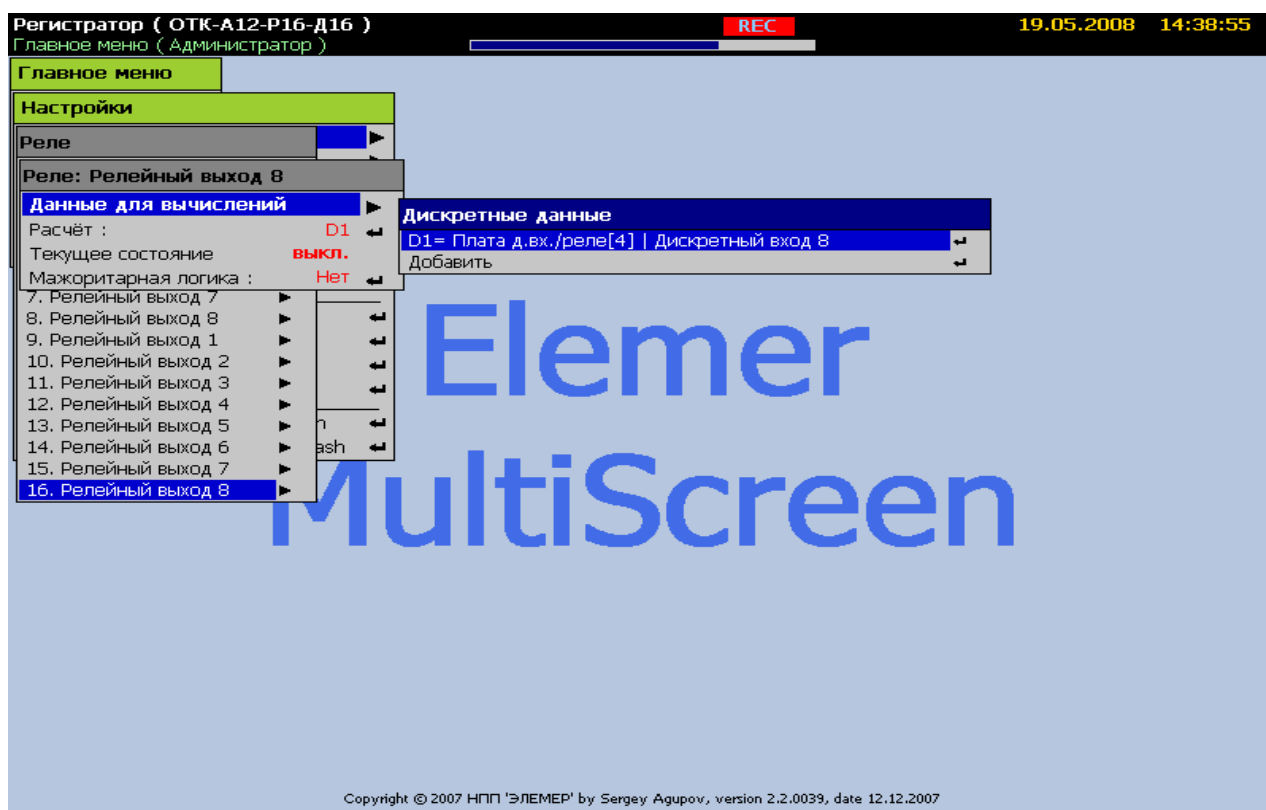 Регистратор ( ОТК-А12-Р16-Д16 )
REC
19.05.2008 14:38:55
Главное меню ( Администратор )
Главное меню
Настройки
Реле
Реле: Релейный выход 8
Данные для вычислений
Расчёт : D1
Текущее состояние выкл.
Мажоритарная логика : Нет
Дискретные данные
D1= Плата д.вх./реле[4] | Дискретный вход 8
Добавить
7. Релейный выход 7
8. Релейный выход 8
9. Релейный выход 1
10. Релейный выход 2
11. Релейный выход 3
12. Релейный выход 4
13. Релейный выход 5
14. Релейный выход 6
15. Релейный выход 7
16. Релейный выход 8
Elemer
MultiScreen
Copyright © 2007 НПП 'ЭЛЕМЕР' by Sergey Agupov, version 2.2.0039, date 12.12.2007